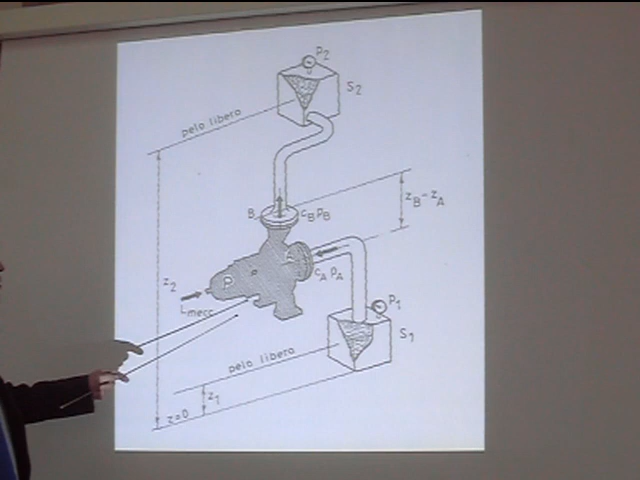 P2
S2
pelo libero
B
cB pB
zB-zA
A
cA pA
P
z2
Lmecc
P1
S1
pelo libero
z1
z=0